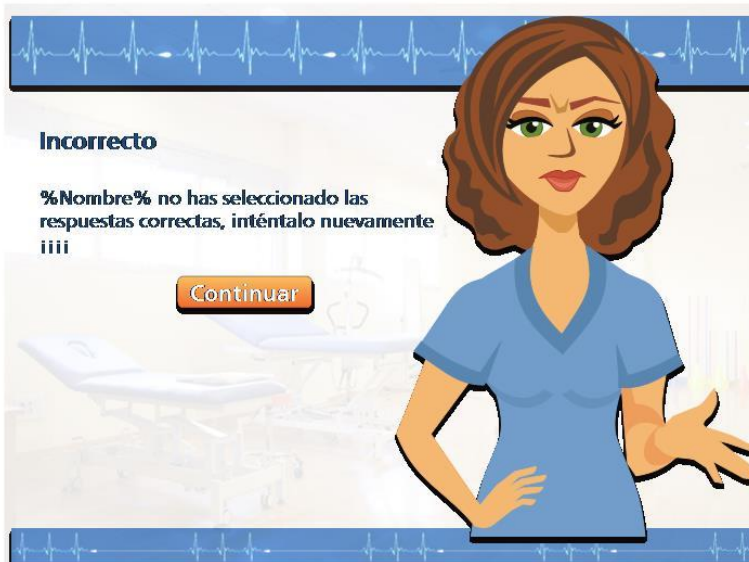 Incorrecto
%Nombre% no has seleccionado las
respuestas correctas, inténtalo nuevamente
¡¡¡¡
Continuar